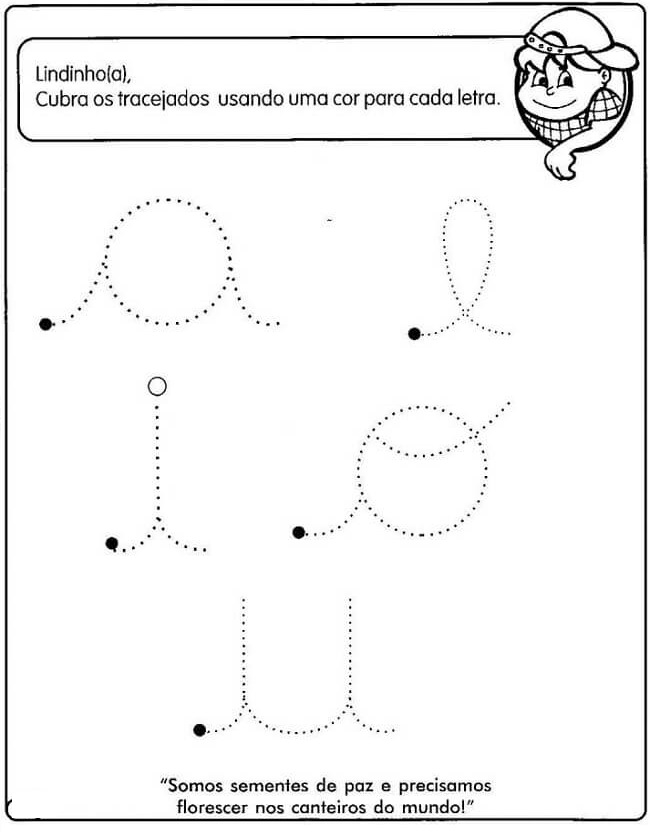 Lindinho(a),
Cubra os tracejados usando uma cor para cada letra.
a e
i o
u
"Somos sementes de paz e precisamos
florescer nos canteiros do mundo!"